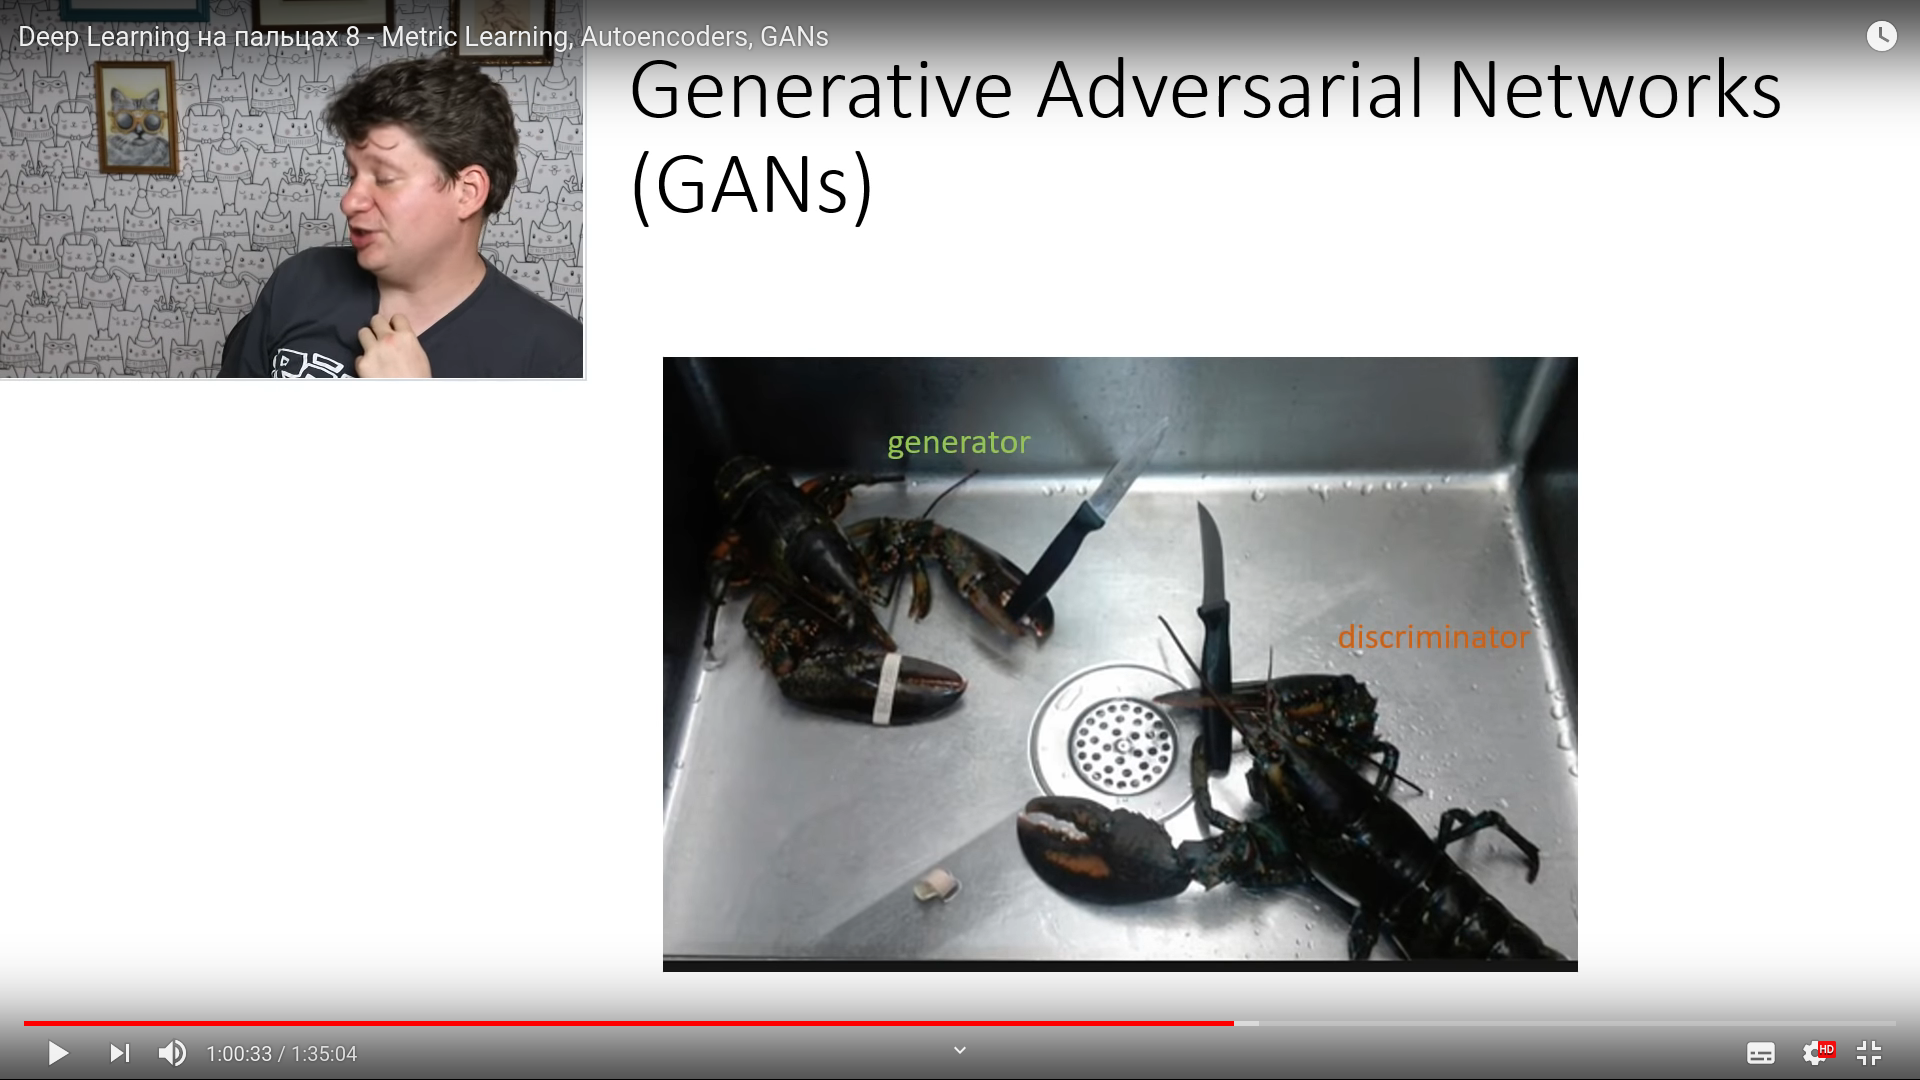 Deep Learning на пальцах 8 - Metric Learning, Autoencoders, GANs
Generative Adversarial Networks
(GANs)
generator
discriminator
1:00:33 / 1:35:04
HD